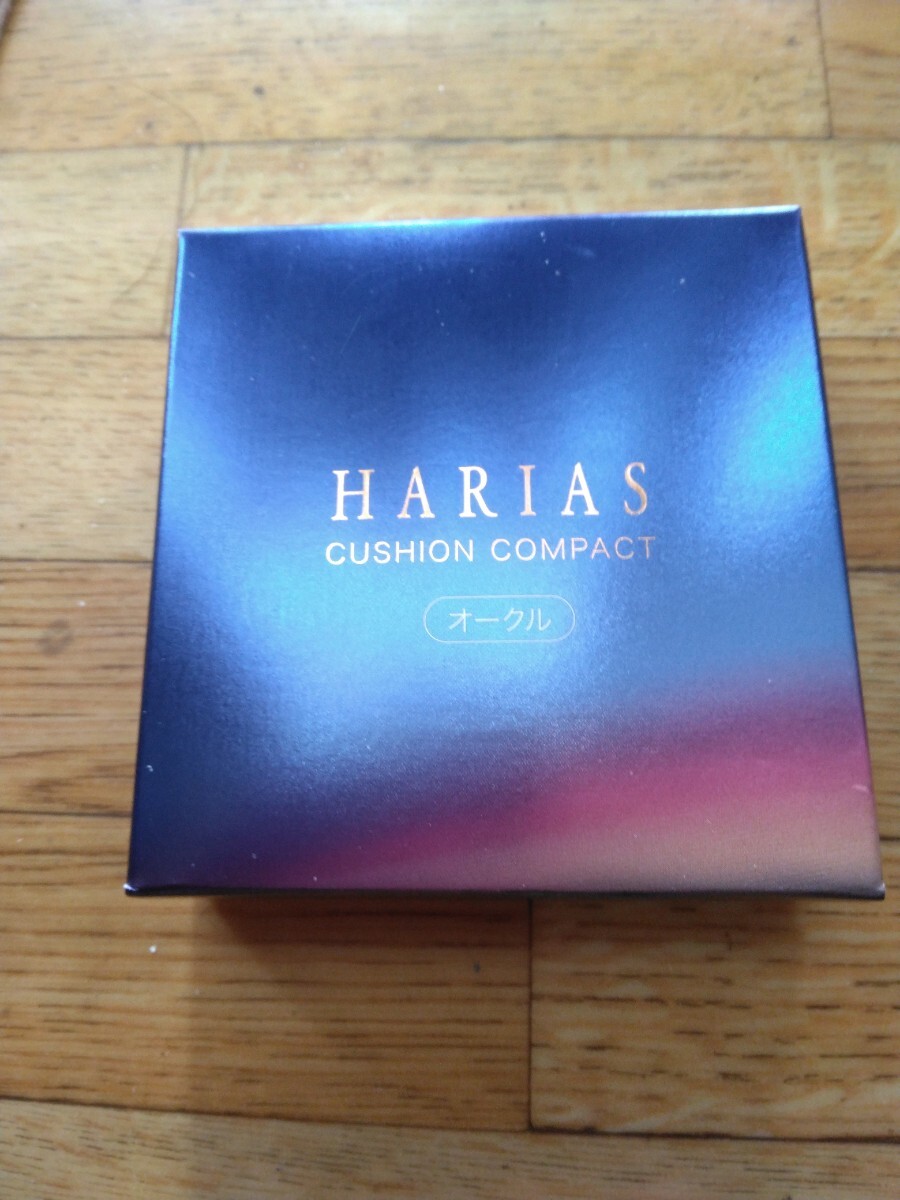 HARIAS
CUSHION COMPACT
オークル